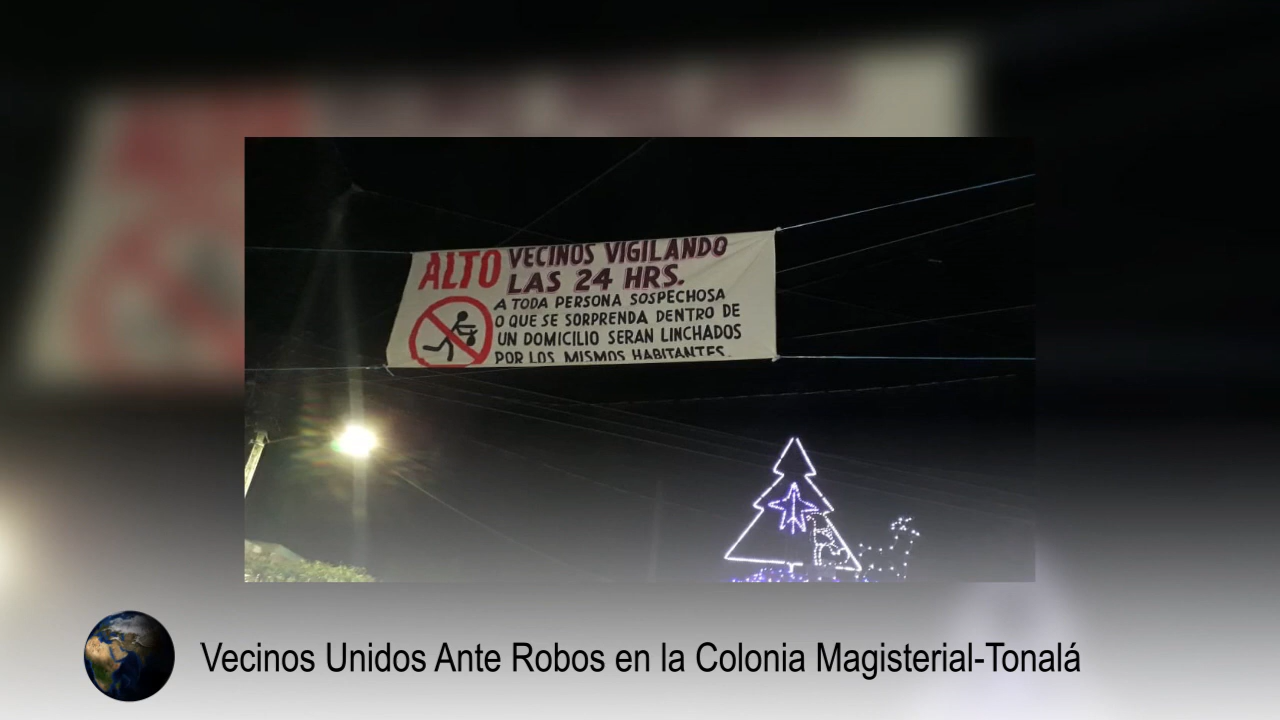 ALTO VECINOS VIGILANDO
LAS 24 HRS.
A TODA PERSONA SOSPECHOSA
O QUE SE SORPRENDA DENTRO DE
UN DOMICILIO SERAN LINCHADOS
POR LOS MISMOS HABITANTES.
Vecinos Unidos Ante Robos en la Colonia Magisterial-Tonalá